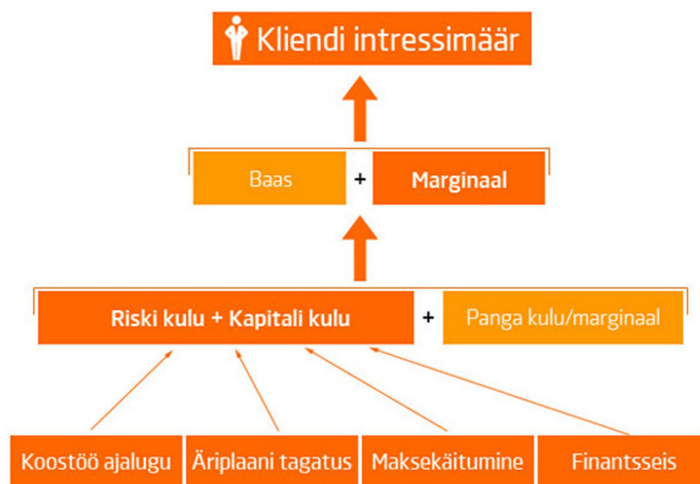 Kliendi intressimäär
Baas + Marginaal
Riski kulu + Kapitali kulu + Panga kulu/marginaal
Koostöö ajalugu Äriplaani tagatus Maksekäitumine Finantsseis